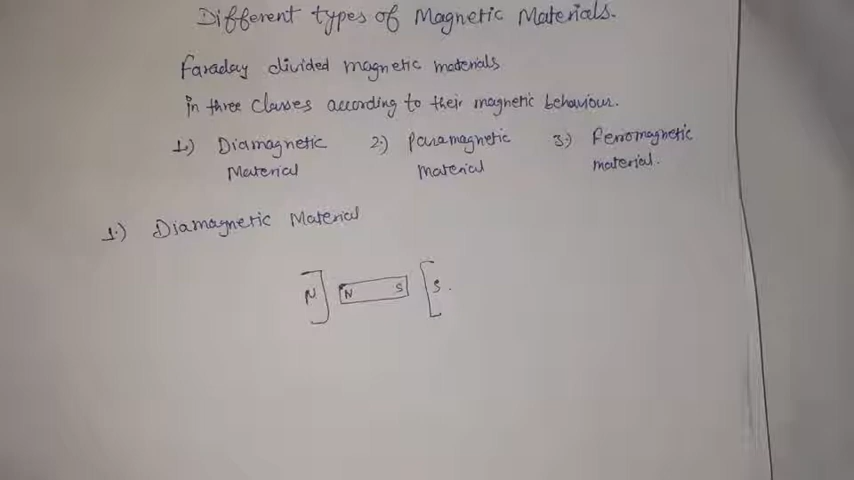 Different types of Magnetic Materials.
Faraday divided magnetic materials
in three classes according to their magnetic behaviour.
1.) Diamagnetic Material 2.) Paramagnetic material 3.) Ferromagnetic material.
1.) Diamagnetic Material
N N S S